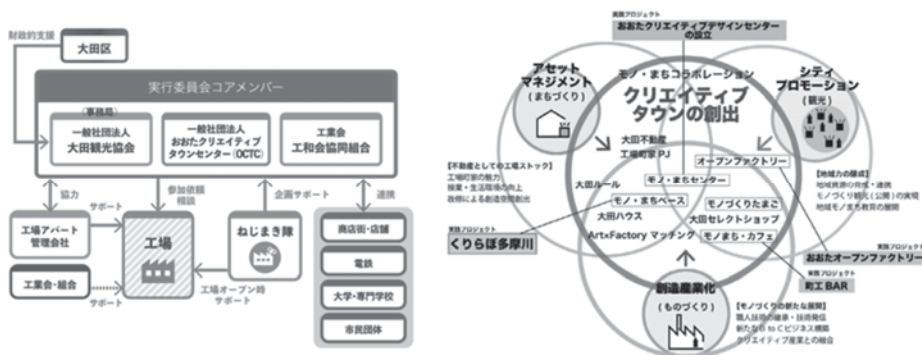 財政的支援
大田区
実行委員会コアメンバー
(事務局)
一般社団法人
大田観光協会
一般社団法人
おおたクリエイティブ
タウンセンター(OCTC)
工業会
工和会協同組合
協力
サポート
参加依頼
相談
企画サポート
連携
工場アパート
管理会社
工業会・組合
サポート
工場
ねじまき隊
工場オープン時
サポート
商店街・店舗
電鉄
大学・専門学校
市民団体
実践プロジェクト
おおたクリエイティブデザインセンター
の設立
アセット
マネジメント
(まちづくり)
モノ・まちコラボレーション
クリエイティブ
タウンの創出
シティ
プロモーション
(観光)
大田不動産
工場町家 PJ
オープンファクトリー
【不動産としての工場ストック】
工場町家の魅力
操業・生活環境の向上
改修による創造空間創出
大田ルール
モノ・まちセンター
【地域力の醸成】
地域資源の育成・連携
モノづくり観光(公開)の実現
地域モノまち教育の展開
モノ・まちベース
モノづくりたまご
大田ハウス
大田セレクトショップ
Art×Factory マッチング
モノまち・カフェ
実践プロジェクト
くりらぼ多摩川
実践プロジェクト
おおたオープンファクトリー
実践プロジェクト
町工 BAR
創造産業化
(ものづくり)
【モノづくりの新たな展開】
職人技術の継承・技術発信
新たな B to C ビジネス構築
クリエイティブ産業との融合